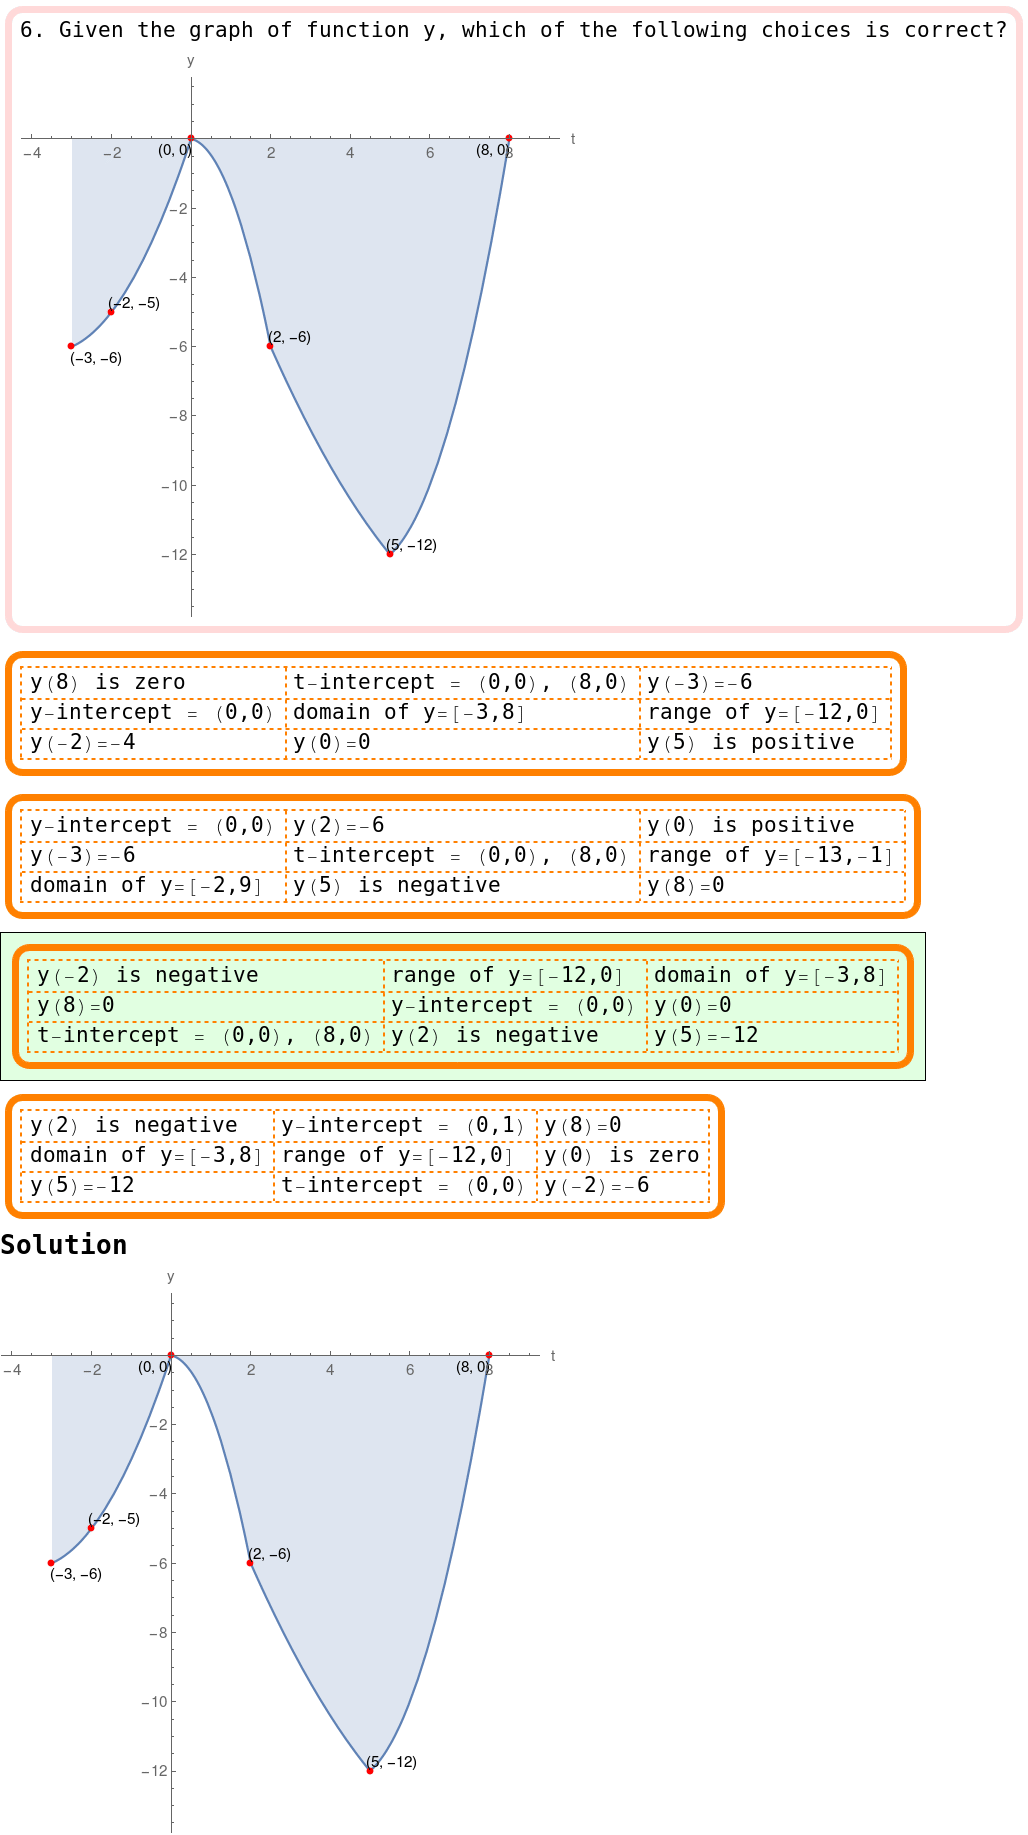 6. Given the graph of function y, which of the following choices is correct?
y
t
-4 -2 2 4 6 8
(0, 0) (8, 0)
-2
-4
(-2, -5)
(2, -6)
-6
(-3, -6)
-8
-10
(5, -12)
-12
y(8) is zero t-intercept = (0,0), (8,0) y(-3)=-6
y-intercept = (0,0) domain of y=[-3,8] range of y=[-12,0]
y(-2)=-4 y(0)=0 y(5) is positive
y-intercept = (0,0) y(2)=-6 y(0) is positive
y(-3)=-6 t-intercept = (0,0), (8,0) range of y=[-13,-1]
domain of y=[-2,9] y(5) is negative y(8)=0
y(-2) is negative range of y=[-12,0] domain of y=[-3,8]
y(8)=0 y-intercept = (0,0) y(0)=0
t-intercept = (0,0), (8,0) y(2) is negative y(5)=-12
y(2) is negative y-intercept = (0,1) y(8)=0
domain of y=[-3,8] range of y=[-12,0] y(0) is zero
y(5)=-12 t-intercept = (0,0) y(-2)=-6
Solution
y
t
-4 -2 2 4 6 8
(0, 0) (8, 0)
-2
-4
(-2, -5)
(2, -6)
-6
(-3, -6)
-8
-10
(5, -12)
-12